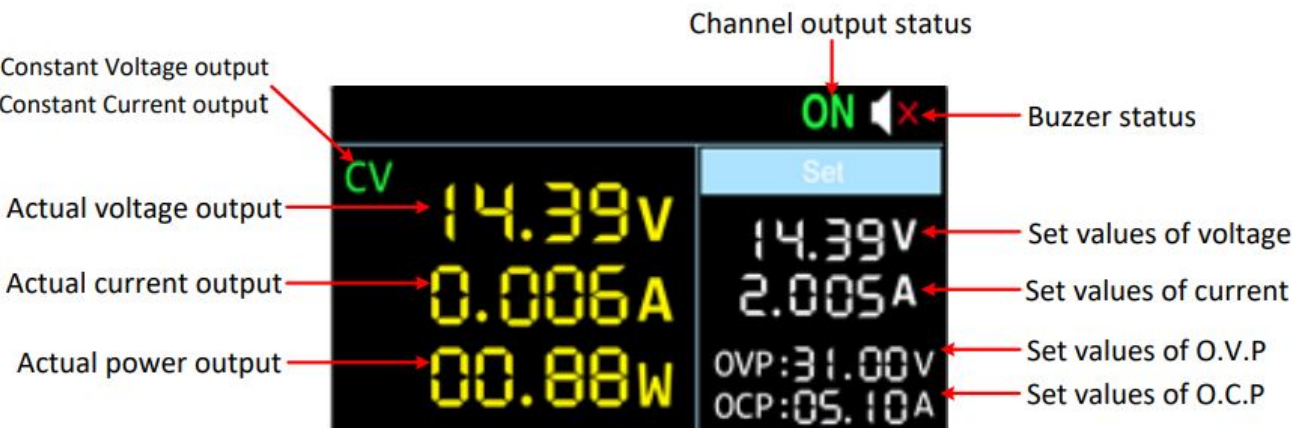 Channel output status
Constant Voltage output
Constant Current output
ON
Buzzer status
CV
Set
Actual voltage output
14.39V
14.39V
Set values of voltage
Actual current output
0.006A
2.005A
Set values of current
Actual power output
00.88W
OVP:31.00V
Set values of O.V.P
OCP:05.10A
Set values of O.C.P